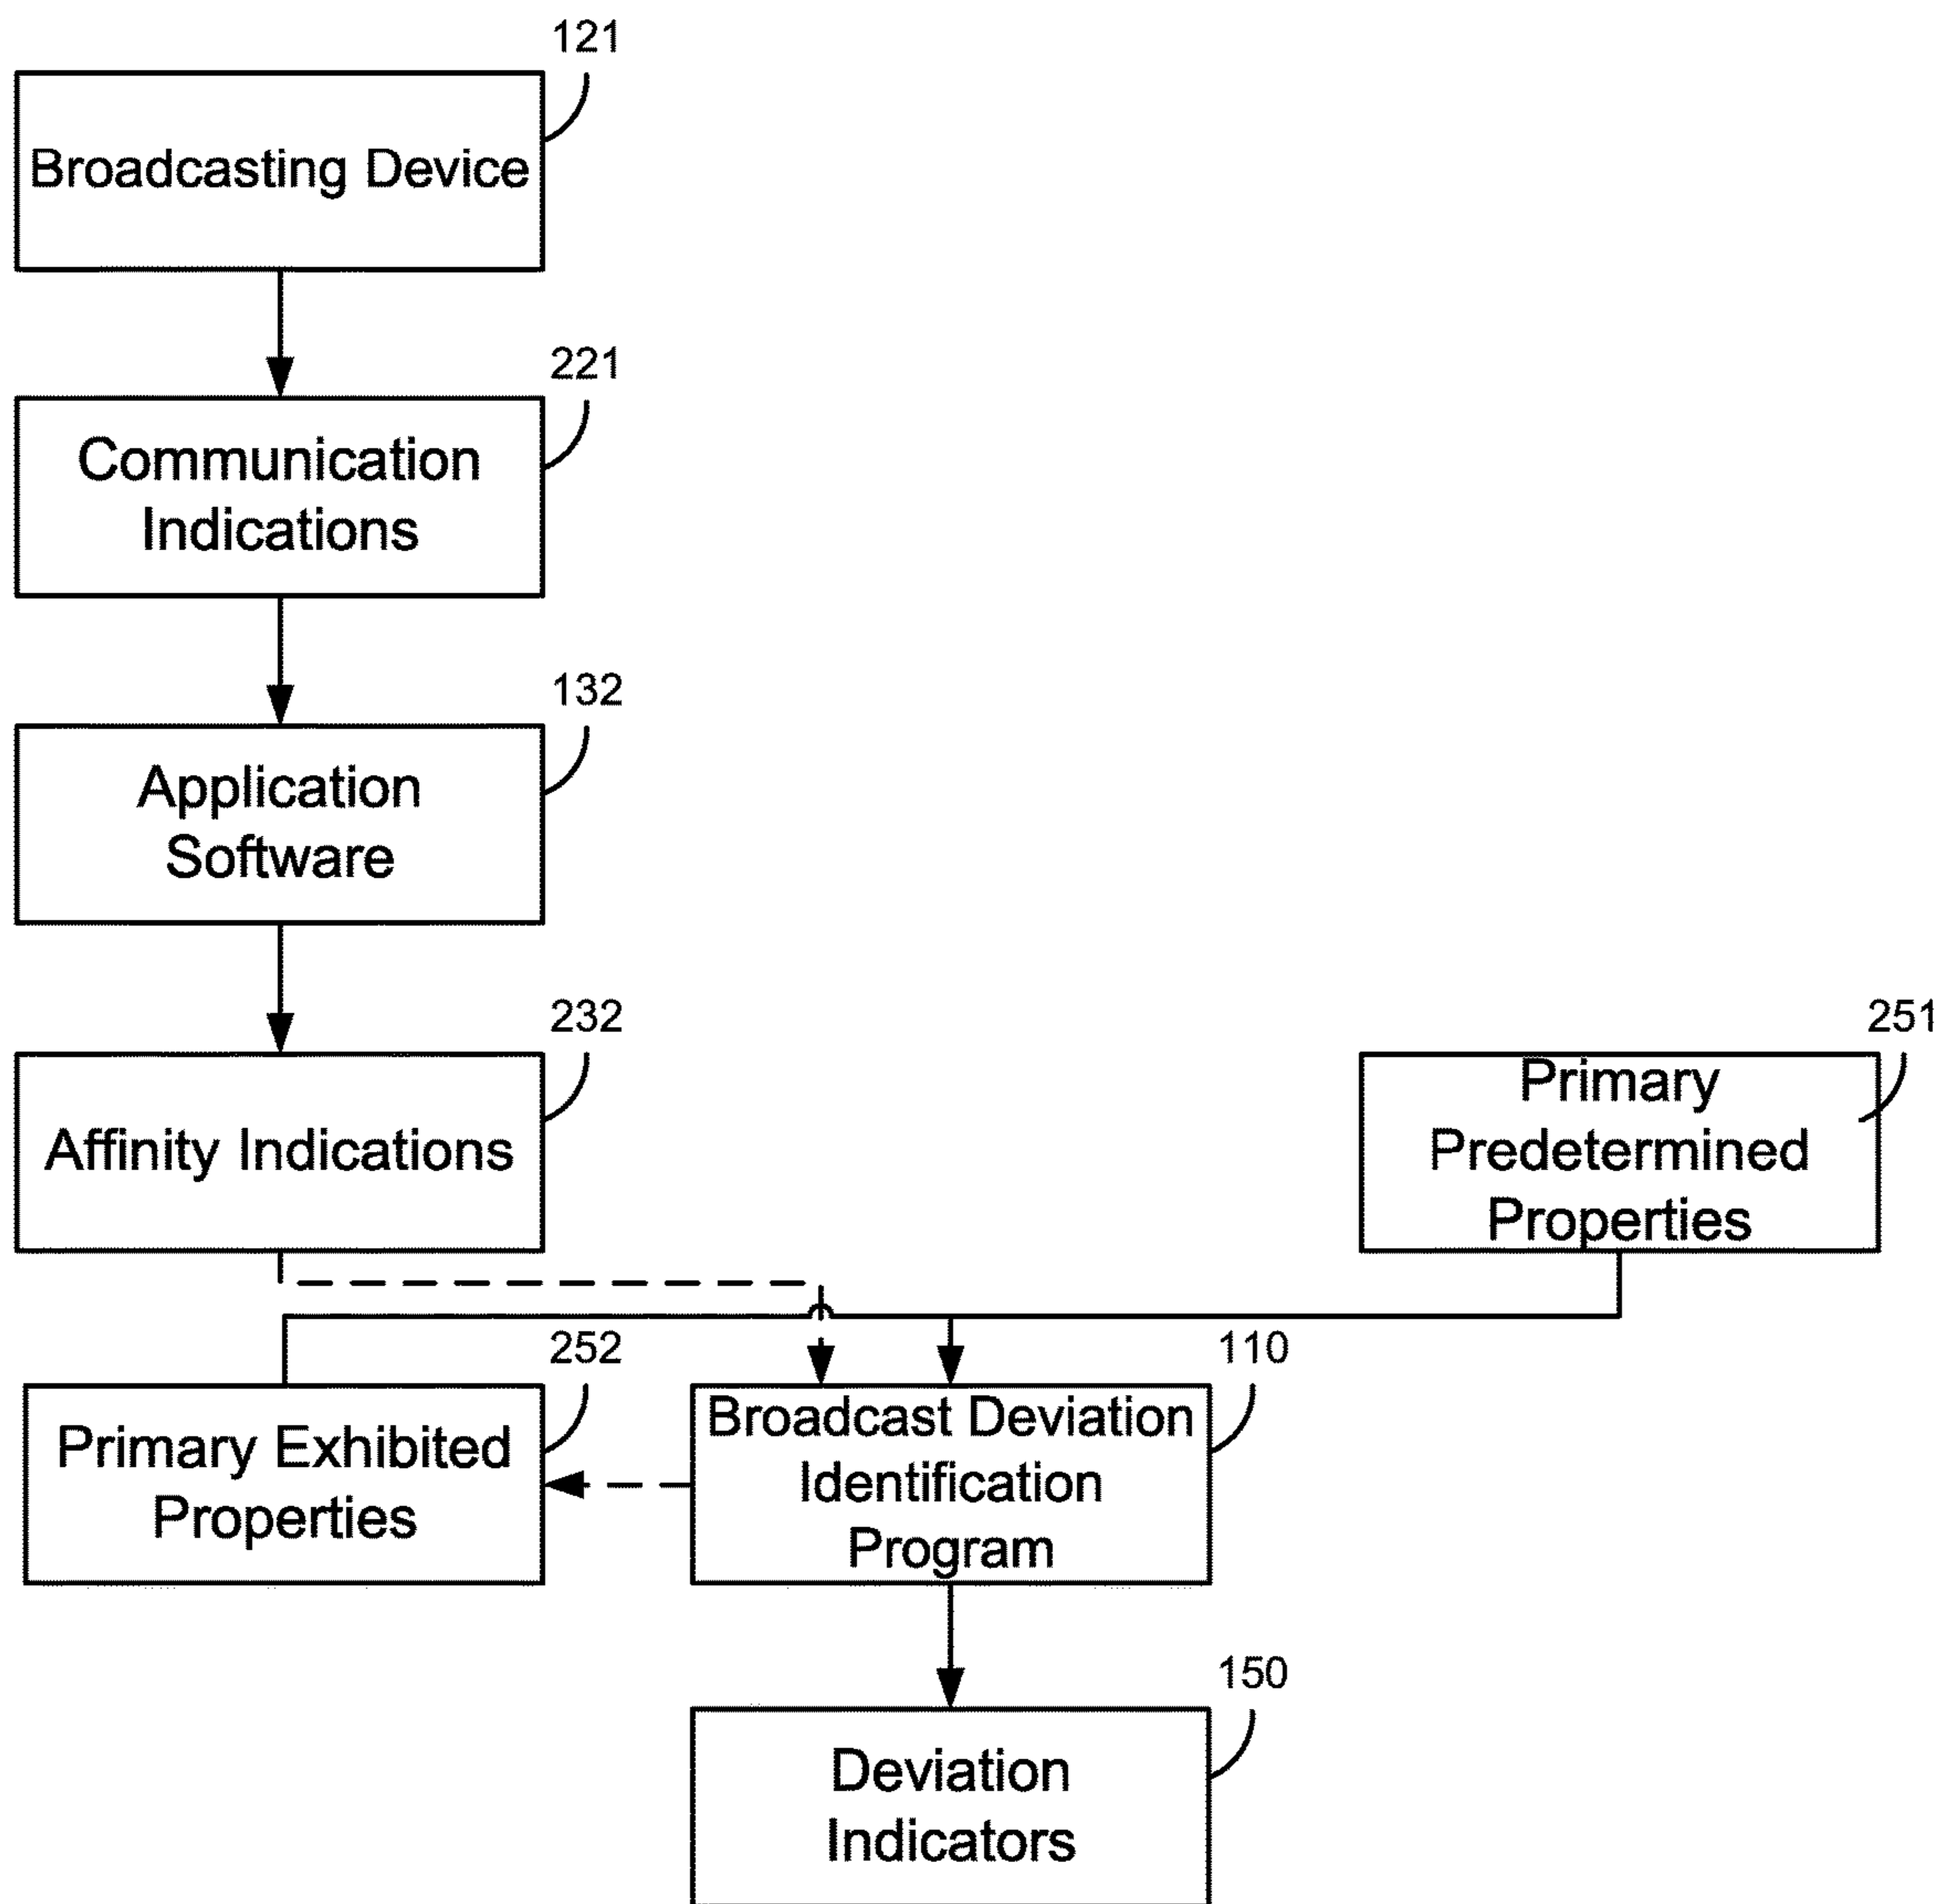 121
Broadcasting Device
221
Communication
Indications
132
Application
Software
232
Affinity Indications
251
Primary
Predetermined
Properties
252
Primary Exhibited
Properties
110
Broadcast Deviation
Identification
Program
150
Deviation
Indicators